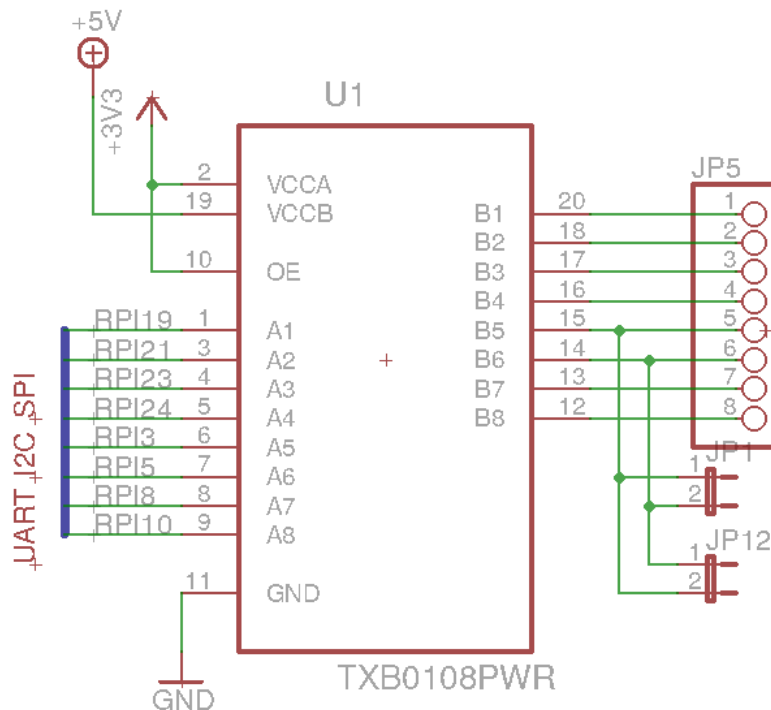 +5V
+3V3
U1
JP5
2 VCCA
19 VCCB
10 OE
B1 20 1
B2 18 2
B3 17 3
B4 16 4
B5 15 5
B6 14 6
B7 13 7
B8 12 8
RPI19 1 A1
RPI21 3 A2
RPI23 4 A3
RPI24 5 A4
RPI3 6 A5
RPI5 7 A6
RPI8 8 A7
RPI10 9 A8
UART_I2C_SPI
11 GND
GND
TXB0108PWR
JP1
1
2
JP12
1
2